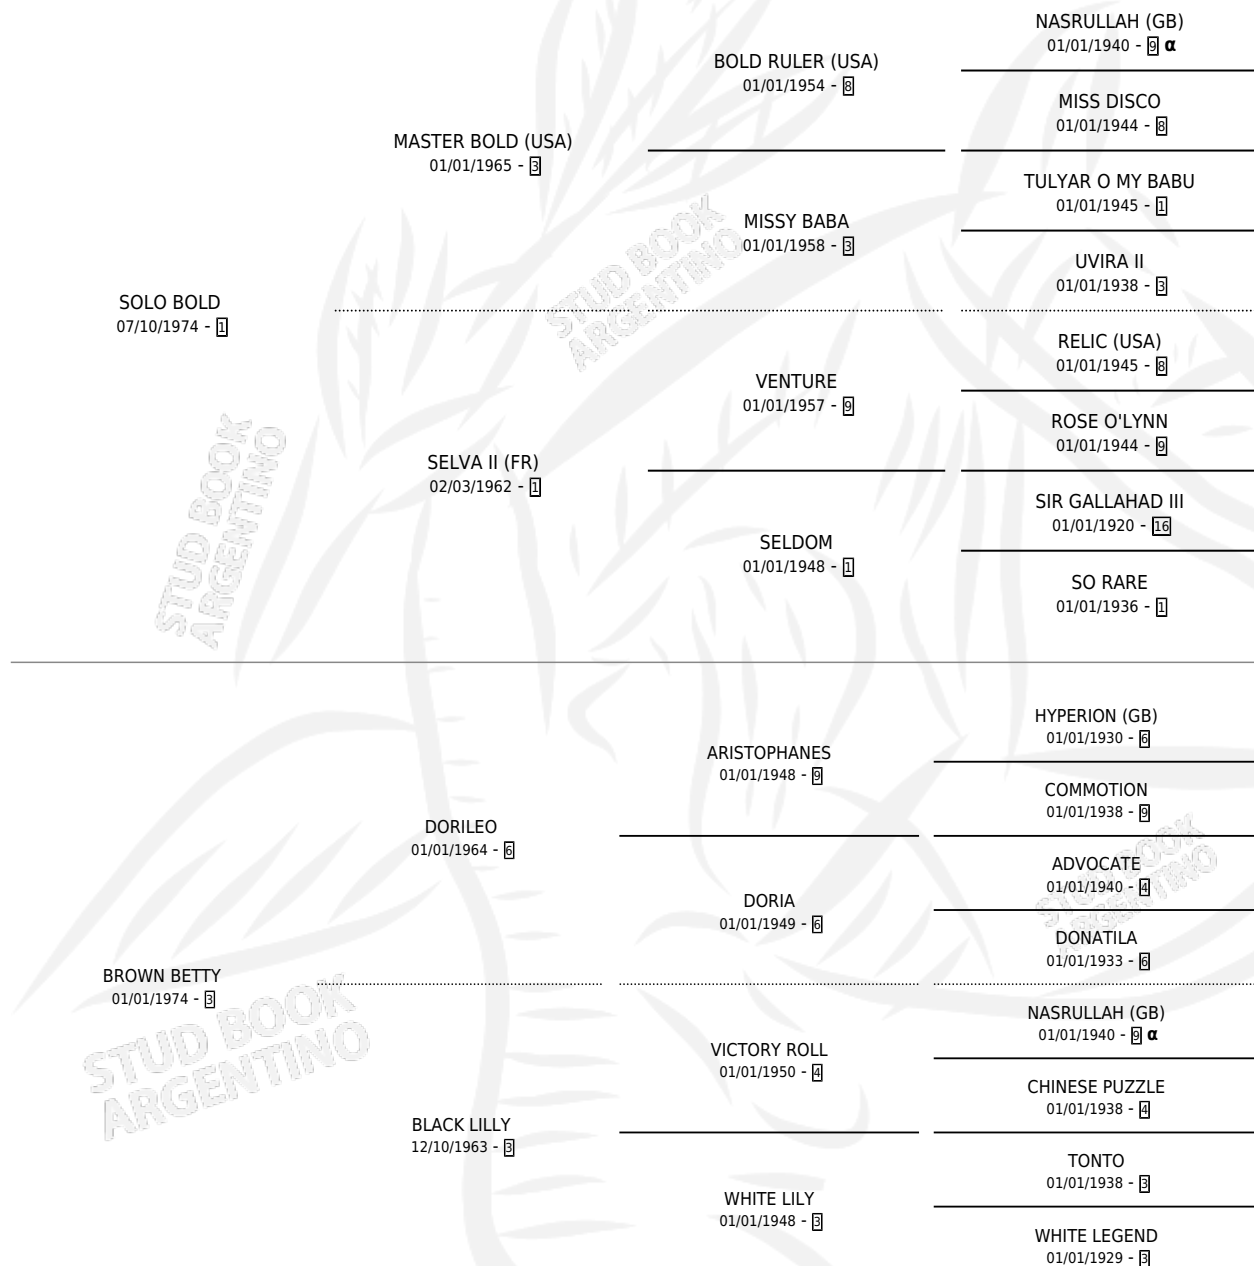 NASRULLAH (GB)
01/01/1940 - 9 α
BOLD RULER (USA)
01/01/1954 - 8
MISS DISCO
01/01/1944 - 8
MASTER BOLD (USA)
01/01/1965 - 3
TULYAR O MY BABU
01/01/1945 - 1
MISSY BABA
01/01/1958 - 3
UVIRA II
01/01/1938 - 3
SOLO BOLD
07/10/1974 - 1
STUD BOOK
ARGENTINO
RELIC (USA)
01/01/1945 - 8
VENTURE
01/01/1957 - 9
ROSE O'LYNN
01/01/1944 - 9
SELVA II (FR)
02/03/1962 - 1
SIR GALLAHAD III
01/01/1920 - 16
SELDOM
01/01/1948 - 1
SO RARE
01/01/1936 - 1
STUD BOOK
ARGENTINO
HYPERION (GB)
01/01/1930 - 6
ARISTOPHANES
01/01/1948 - 9
COMMOTION
01/01/1938 - 9
DORILEO
01/01/1964 - 6
ADVOCATE
01/01/1940 - 4
DORIA
01/01/1949 - 6
DONATILA
01/01/1933 - 6
STUD BOOK
ARGENTINO
BROWN BETTY
01/01/1974 - 3
NASRULLAH (GB)
01/01/1940 - 9 α
VICTORY ROLL
01/01/1950 - 4
CHINESE PUZZLE
01/01/1938 - 4
BLACK LILLY
12/10/1963 - 3
TONTO
01/01/1938 - 3
WHITE LILY
01/01/1948 - 3
WHITE LEGEND
01/01/1929 - 3
STUD BOOK
ARGENTINO